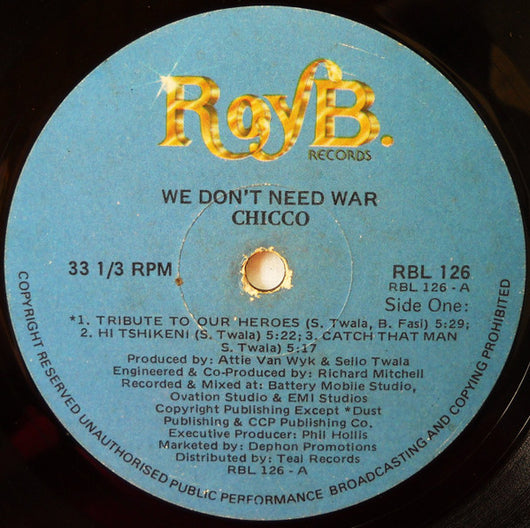 RoyB.
RECORDS
WE DON'T NEED WAR
CHICCO
33 1/3 RPM
RBL 126
RBL 126 - A
Side One:
*1. TRIBUTE TO OUR HEROES (S. Twala, B. Fasi) 5:29;
2. HI TSHIKENI (S. Twala) 5:22; 3. CATCH THAT MAN
S. Twala) 5:17
Produced by: Attie Van Wyk & Sello Twala
Engineered & Co-Produced by: Richard Mitchell
Recorded & Mixed at: Battery Mobile Studio,
Ovation Studio & EMI Studios
Copyright Publishing Except *Dust
Publishing & CCP Publishing Co.
Executive Producer: Phil Hollis
Marketed by: Dephon Promotions
Distributed by: Teal Records
RBL 126 - A
COPYRIGHT RESERVED UNAUTHORISED PUBLIC PERFORMANCE BROADCASTING AND COPYING PROHIBITED